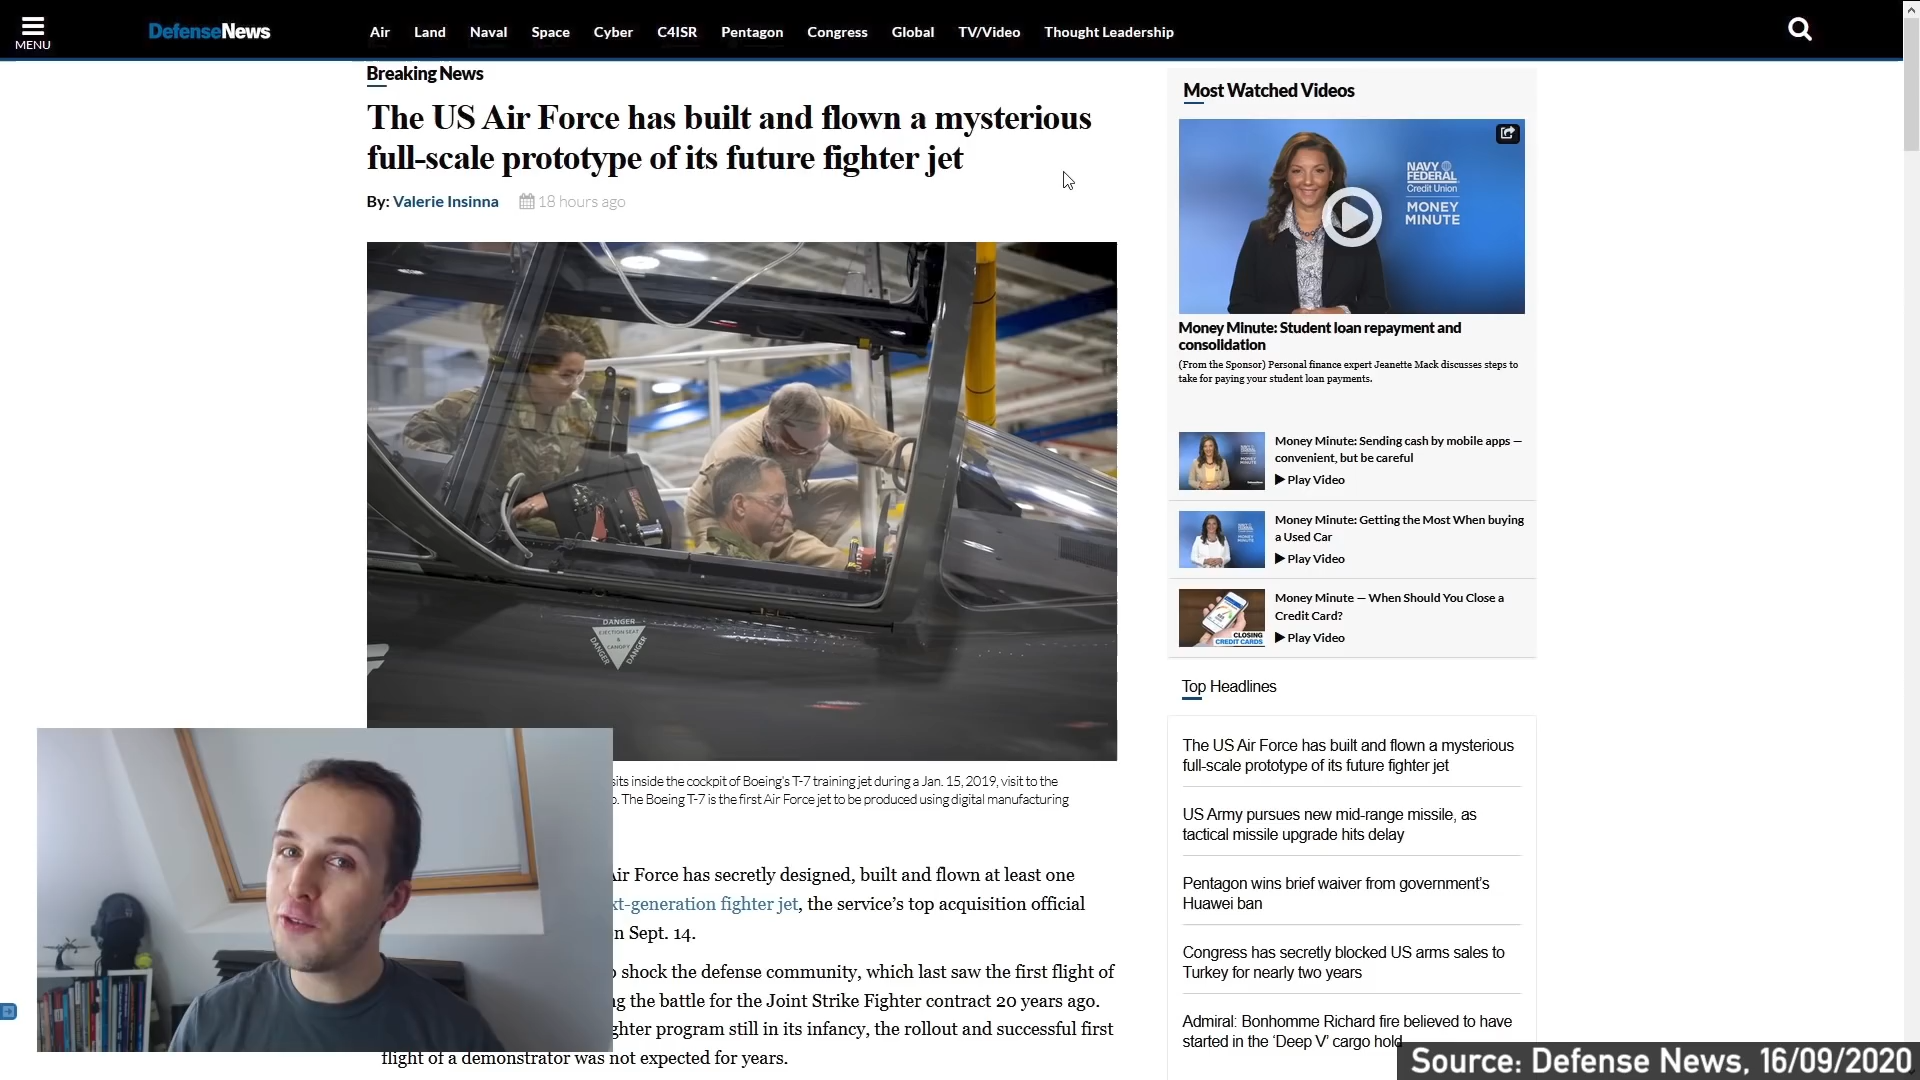 MENU
DefenseNews
Air Land Naval Space Cyber C4ISR Pentagon Congress Global TV/Video Thought Leadership
Breaking News
The US Air Force has built and flown a mysterious
full-scale prototype of its future fighter jet
By: Valerie Insinna 18 hours ago
DANGER
EJECTION SEAT
&
CANOPY
DANGER
DANGER
sits inside the cockpit of Boeing's T-7 training jet during a Jan. 15, 2019, visit to the
. The Boeing T-7 is the first Air Force jet to be produced using digital manufacturing
Air Force has secretly designed, built and flown at least one
xt-generation fighter jet, the service's top acquisition official
n Sept. 14.
shock the defense community, which last saw the first flight of
ng the battle for the Joint Strike Fighter contract 20 years ago.
ghter program still in its infancy, the rollout and successful first
flight of a demonstrator was not expected for years.
Most Watched Videos
NAVY
FEDERAL
Credit Union
MONEY
MINUTE
Money Minute: Student loan repayment and
consolidation
(From the Sponsor) Personal finance expert Jeanette Mack discusses steps to
take for paying your student loan payments.
Money Minute: Sending cash by mobile apps —
convenient, but be careful
Play Video
Money Minute: Getting the Most When buying
a Used Car
Play Video
CLOSING
CREDIT CARDS
Money Minute — When Should You Close a
Credit Card?
Play Video
Top Headlines
The US Air Force has built and flown a mysterious
full-scale prototype of its future fighter jet
US Army pursues new mid-range missile, as
tactical missile upgrade hits delay
Pentagon wins brief waiver from government's
Huawei ban
Congress has secretly blocked US arms sales to
Turkey for nearly two years
Admiral: Bonhomme Richard fire believed to have
started in the 'Deep V' cargo hold
Source: Defense News, 16/09/2020